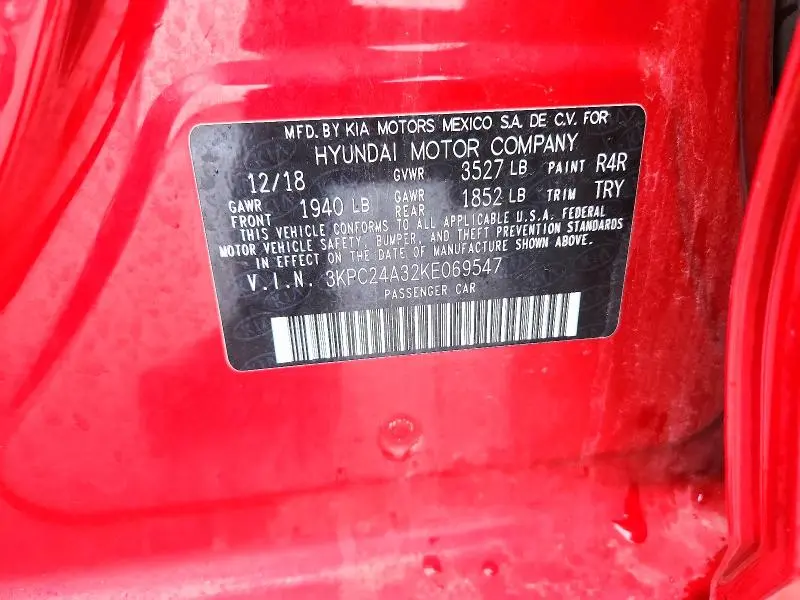 MFD. BY KIA MOTORS MEXICO S.A. DE C.V. FOR
HYUNDAI MOTOR COMPANY
12/18 GVWR 3527 LB PAINT R4R
GAWR FRONT 1940 LB GAWR REAR 1852 LB TRIM TRY
THIS VEHICLE CONFORMS TO ALL APPLICABLE U.S.A. FEDERAL
MOTOR VEHICLE SAFETY, BUMPER, AND THEFT PREVENTION STANDARDS
IN EFFECT ON THE DATE OF MANUFACTURE SHOWN ABOVE.
V.I.N. 3KPC24A32KE069547
PASSENGER CAR